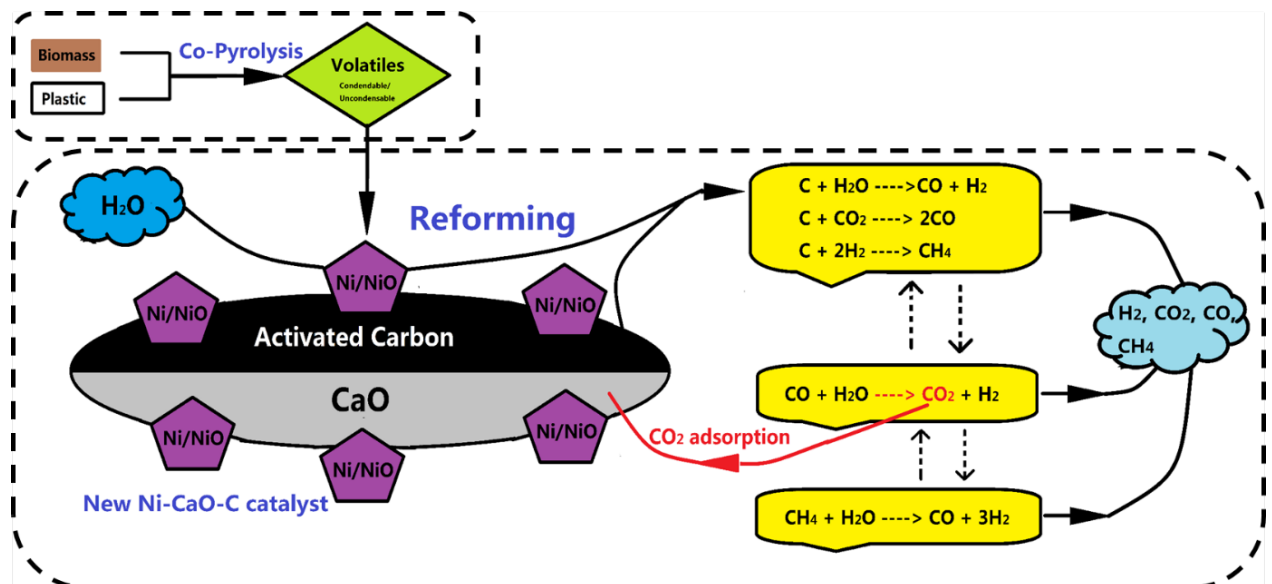 Biomass
Plastic
Co-Pyrolysis
Volatiles
Condendable/
Uncondensable
H₂O
Reforming
Ni/NiO
Ni/NiO
Ni/NiO
Activated Carbon
CaO
Ni/NiO
Ni/NiO
Ni/NiO
New Ni-CaO-C catalyst
CO₂ adsorption
C + H₂O ---->CO + H₂
C + CO₂ ----> 2CO
C + 2H₂ ----> CH₄
CO + H₂O ----> CO₂ + H₂
CH₄ + H₂O ----> CO + 3H₂
H₂, CO₂, CO,
CH₄